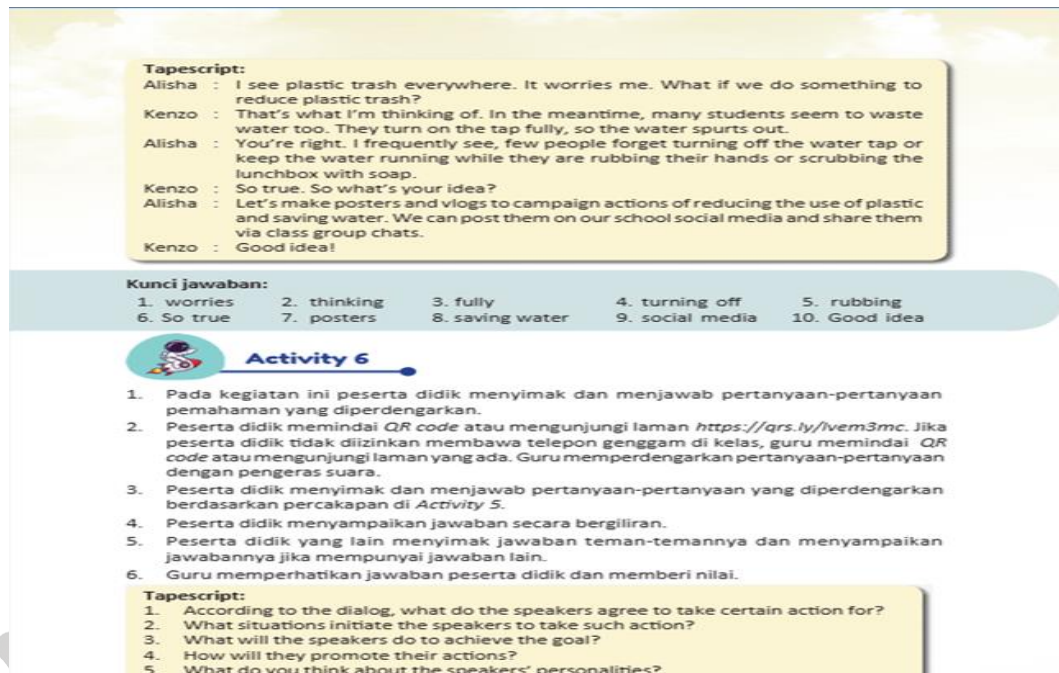 Tapescript:
Alisha : I see plastic trash everywhere. It worries me. What if we do something to
reduce plastic trash?
Kenzo : That's what I'm thinking of. In the meantime, many students seem to waste
water too. They turn on the tap fully, so the water spurts out.
Alisha : You're right. I frequently see, few people forget turning off the water tap or
keep the water running while they are rubbing their hands or scrubbing the
lunchbox with soap.
Kenzo : So true. So what's your idea?
Alisha : Let's make posters and vlogs to campaign actions of reducing the use of plastic
and saving water. We can post them on our school social media and share them
via class group chats.
Kenzo : Good idea!
Kunci jawaban:
1. worries 2. thinking 3. fully 4. turning off 5. rubbing
6. So true 7. posters 8. saving water 9. social media 10. Good idea
Activity 6
1. Pada kegiatan ini peserta didik menyimak dan menjawab pertanyaan-pertanyaan
pemahaman yang diperdengarkan.
2. Peserta didik memindai QR code atau mengunjungi laman https://qrs.ly/lvem3mc. Jika
peserta didik tidak diizinkan membawa telepon genggam di kelas, guru memindai QR
code atau mengunjungi laman yang ada. Guru memperdengarkan pertanyaan-pertanyaan
dengan pengeras suara.
3. Peserta didik menyimak dan menjawab pertanyaan-pertanyaan yang diperdengarkan
berdasarkan percakapan di Activity 5.
4. Peserta didik menyampaikan jawaban secara bergiliran.
5. Peserta didik yang lain menyimak jawaban teman-temannya dan menyampaikan
jawabannya jika mempunyai jawaban lain.
6. Guru memperhatikan jawaban peserta didik dan memberi nilai.
Tapescript:
1. According to the dialog, what do the speakers agree to take certain action for?
2. What situations initiate the speakers to take such action?
3. What will the speakers do to achieve the goal?
4. How will they promote their actions?
5. What do you think about the speakers' personalities?